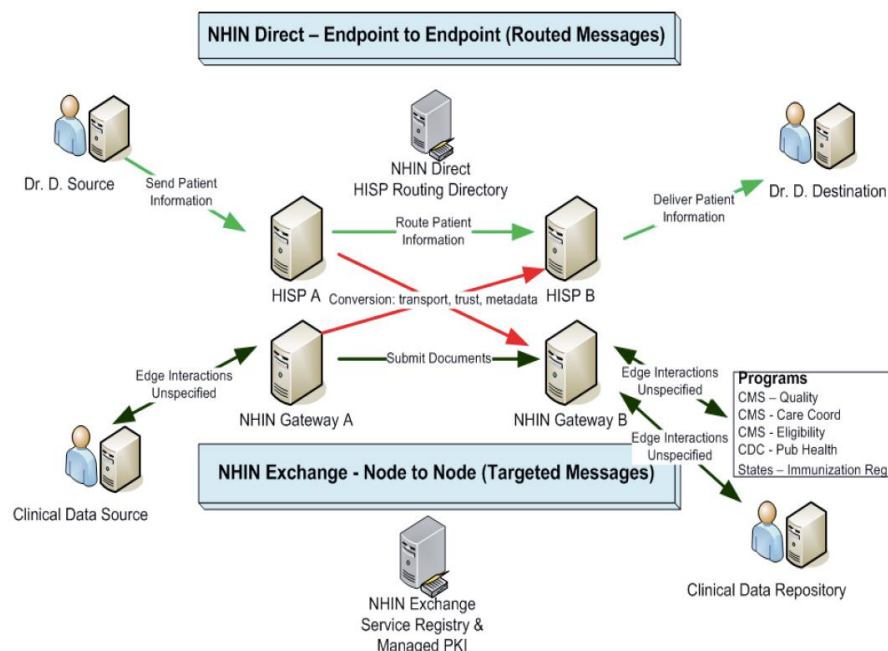 NHIN Direct – Endpoint to Endpoint (Routed Messages)
Dr. D. Source
Send Patient
Information
NHIN Direct
HISP Routing Directory
Dr. D. Destination
Route Patient
Information
Deliver Patient
Information
HISP A
HISP B
Conversion: transport, trust, metadata
Edge Interactions
Unspecified
Submit Documents
Edge Interactions
Unspecified
NHIN Gateway A
NHIN Gateway B
Programs
CMS – Quality
CMS - Care Coord
CMS - Eligibility
CDC - Pub Health
States – Immunization Reg
Edge Interactions
Unspecified
NHIN Exchange - Node to Node (Targeted Messages)
Clinical Data Source
Clinical Data Repository
NHIN Exchange
Service Registry &
Managed PKI